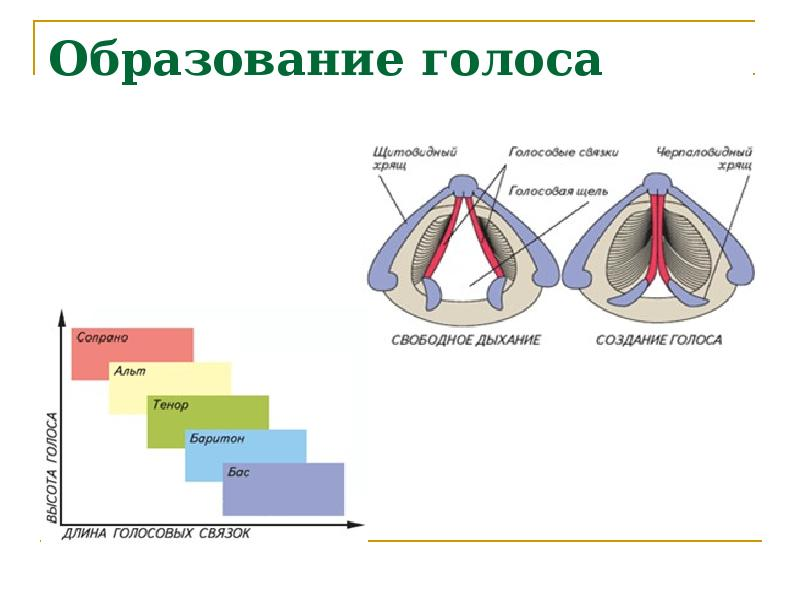 Образование голоса
Щитовидный
хрящ
Голосовые связки
Голосовая щель
Черпаловидный
хрящ
СВОБОДНОЕ ДЫХАНИЕ
СОЗДАНИЕ ГОЛОСА
Сопрано
Альт
Тенор
Баритон
Бас
ВЫСОТА ГОЛОСА
ДЛИНА ГОЛОСОВЫХ СВЯЗОК